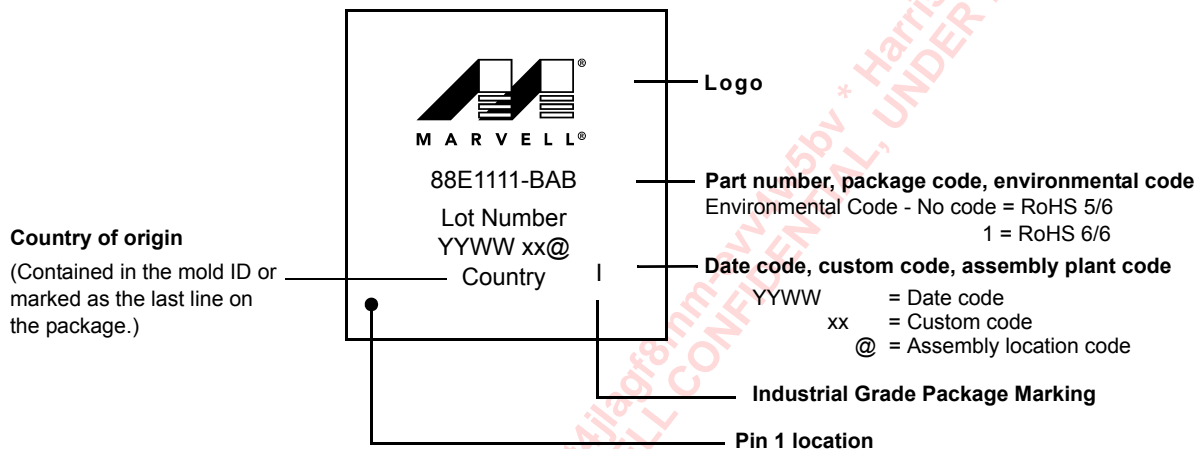 MARVELL®
®
88E1111-BAB
Lot Number
YYWW xx@
Country
I
Logo
Part number, package code, environmental code
Environmental Code - No code = RoHS 5/6
1 = RoHS 6/6
Country of origin
(Contained in the mold ID or
marked as the last line on
the package.)
Date code, custom code, assembly plant code
YYWW = Date code
xx = Custom code
@ = Assembly location code
Industrial Grade Package Marking
Pin 1 location
CONFIDENTIAL, UNDER